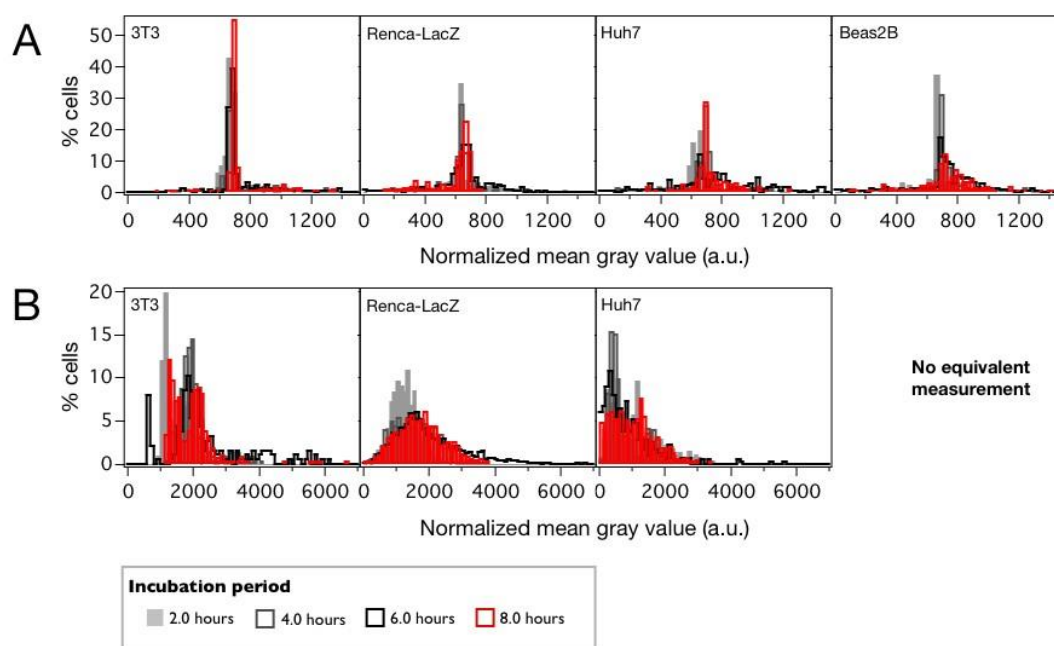 A
3T3
Renca-LacZ
Huh7
Beas2B
50
40
30
20
10
0
% cells
0 400 800 1200 0 400 800 1200 0 400 800 1200 0 400 800 1200
Normalized mean gray value (a.u.)
B
3T3
Renca-LacZ
Huh7
20
15
10
5
0
% cells
No equivalent
measurement
0 2000 4000 6000 0 2000 4000 6000 0 2000 4000 6000
Normalized mean gray value (a.u.)
Incubation period
2.0 hours 4.0 hours 6.0 hours 8.0 hours